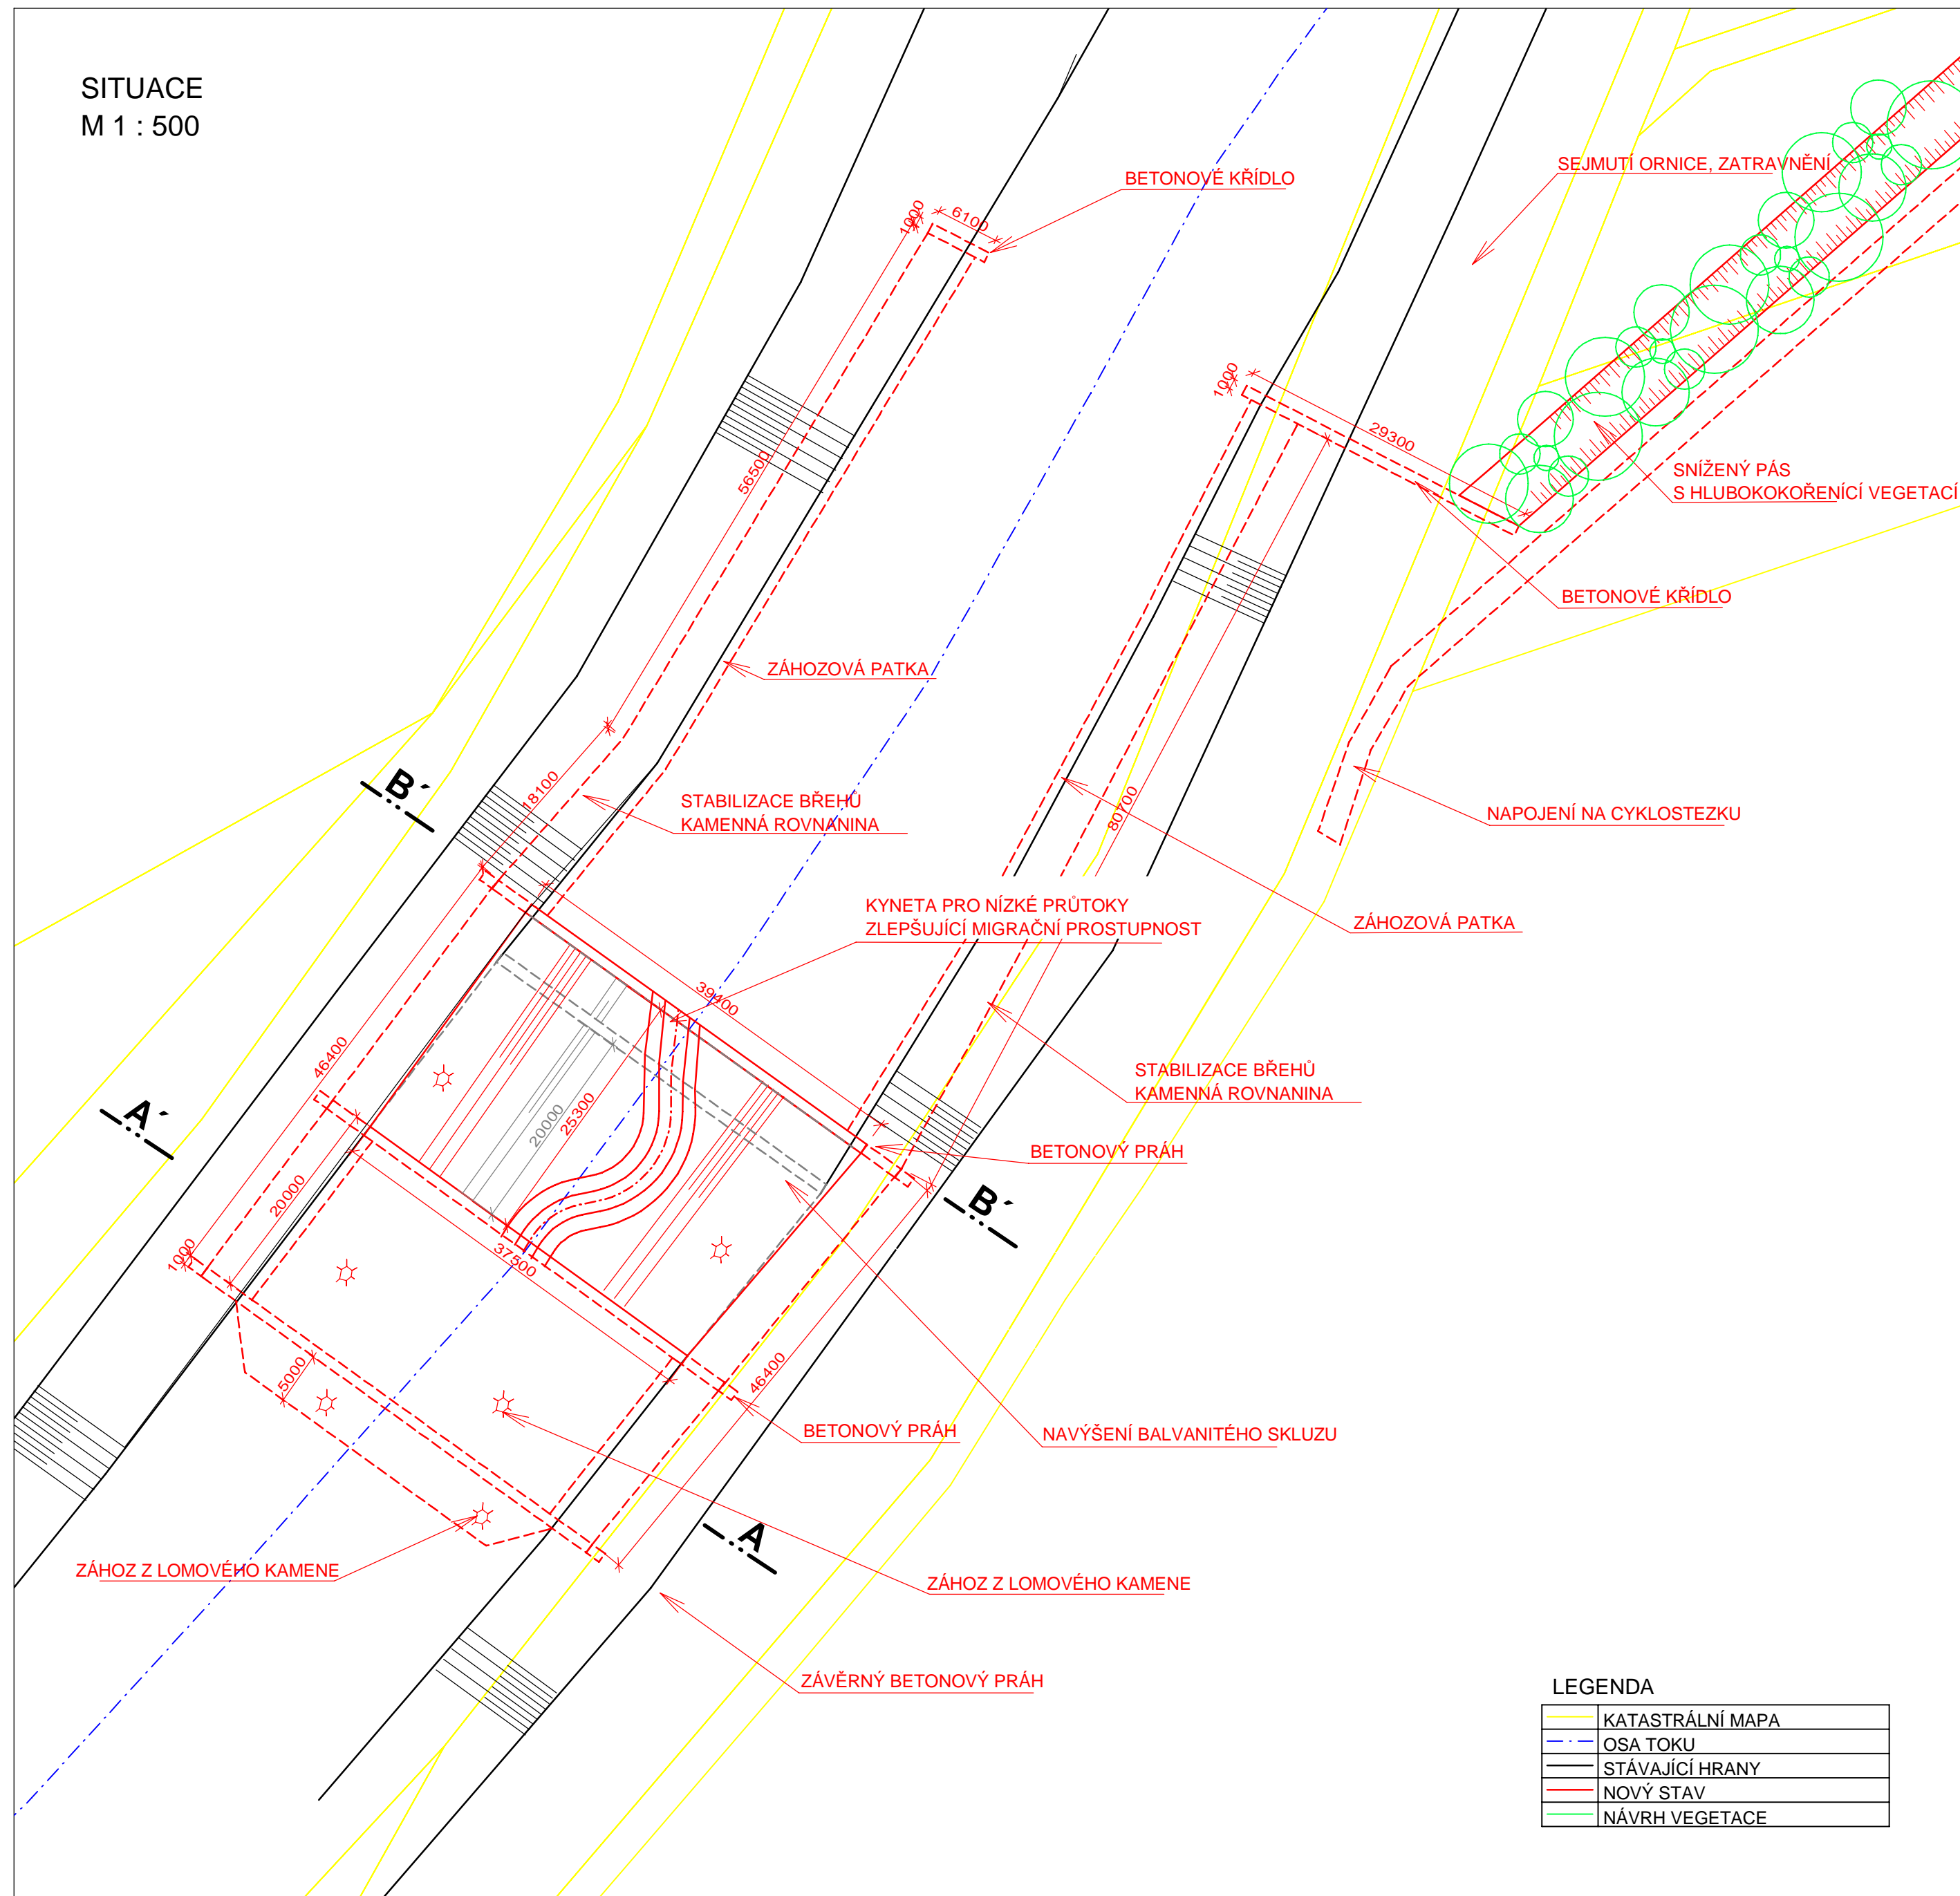 SITUACE
M 1 : 500
BETONOVÉ KŘÍDLO
SEJMUTÍ ORNICE, ZATRAVNĚNÍ
1000
6100
1000
29300
56500
SNÍŽENÝ PÁS
S HLUBOKOKOŘENÍCÍ VEGETACÍ
BETONOVÉ KŘÍDLO
ZÁHOZOVÁ PATKA
B´
18100
STABILIZACE BŘEHŮ
KAMENNÁ ROVNANINA
80700
NAPOJENÍ NA CYKLOSTEZKU
KYNETA PRO NÍZKÉ PRŮTOKY
ZLEPŠUJÍCÍ MIGRAČNÍ PROSTUPNOST
ZÁHOZOVÁ PATKA
39400
46400
A´
20000
25300
STABILIZACE BŘEHŮ
KAMENNÁ ROVNANINA
BETONOVÝ PRÁH
20000
B´
1000
37500
5000
46400
BETONOVÝ PRÁH
NAVÝŠENÍ BALVANITÉHO SKLUZU
A
ZÁHOZ Z LOMOVÉHO KAMENE
ZÁHOZ Z LOMOVÉHO KAMENE
ZÁVĚRNÝ BETONOVÝ PRÁH
LEGENDA
KATASTRÁLNÍ MAPA
OSA TOKU
STÁVAJÍCÍ HRANY
NOVÝ STAV
NÁVRH VEGETACE